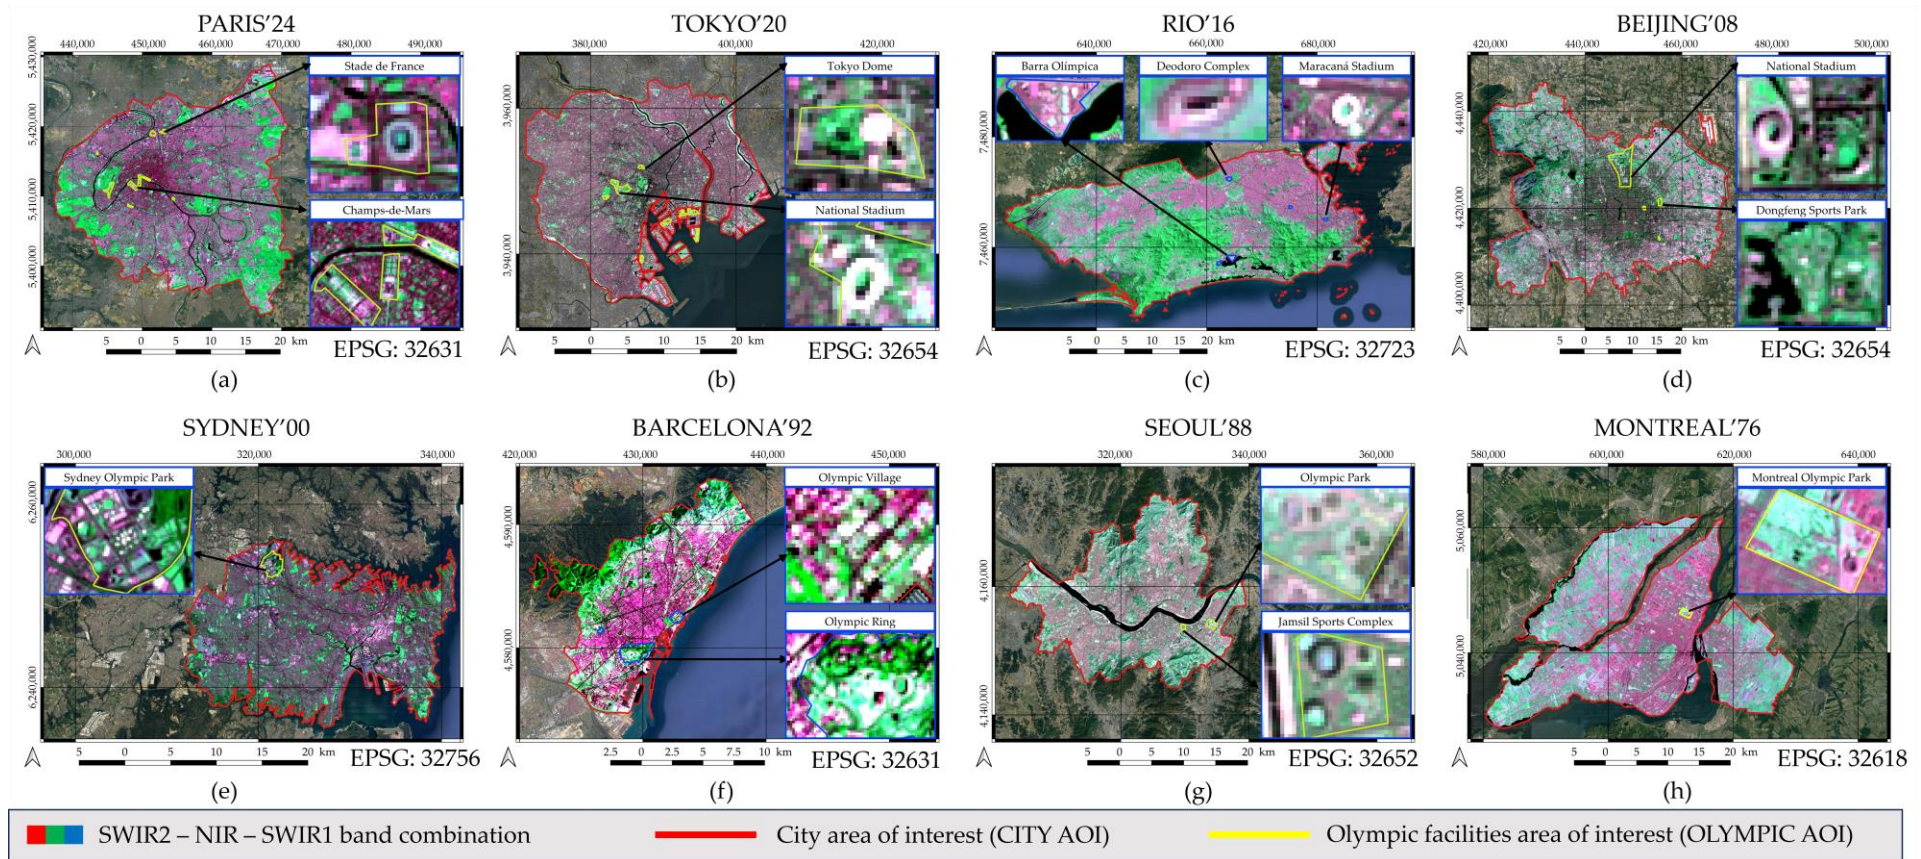 PARIS'24
440,000 450,000 460,000 470,000 480,000 490,000
5,430,000
5,420,000
5,410,000
5,400,000
Stade de France
Champs-de-Mars
5 0 5 10 15 20 km
EPSG: 32631
(a)
TOKYO'20
380,000 400,000 420,000
3,960,000
3,940,000
Tokyo Dome
National Stadium
5 0 5 10 15 20 km
EPSG: 32654
(b)
RIO'16
640,000 660,000 680,000
7,480,000
7,460,000
Barra Olímpica
Deodoro Complex
Maracaná Stadium
5 0 5 10 15 20 km
EPSG: 32723
(c)
BEIJING'08
420,000 440,000 460,000 480,000 500,000
4,440,000
4,420,000
4,400,000
National Stadium
Dongfeng Sports Park
5 0 5 10 15 20 km
EPSG: 32654
(d)
SYDNEY'00
300,000 320,000 340,000
6,260,000
6,240,000
Sydney Olympic Park
5 0 5 10 15 20 km
EPSG: 32756
(e)
BARCELONA'92
420,000 430,000 440,000 450,000
4,590,000
4,580,000
Olympic Village
Olympic Ring
2.5 0 2.5 5 7.5 10 km
EPSG: 32631
(f)
SEOUL'88
320,000 340,000 360,000
4,160,000
4,140,000
Olympic Park
Jamsil Sports Complex
5 0 5 10 15 20 km
EPSG: 32652
(g)
MONTREAL'76
580,000 600,000 620,000 640,000
5,060,000
5,040,000
Montreal Olympic Park
5 0 5 10 15 20 km
EPSG: 32618
(h)
SWIR2 – NIR – SWIR1 band combination
City area of interest (CITY AOI)
Olympic facilities area of interest (OLYMPIC AOI)